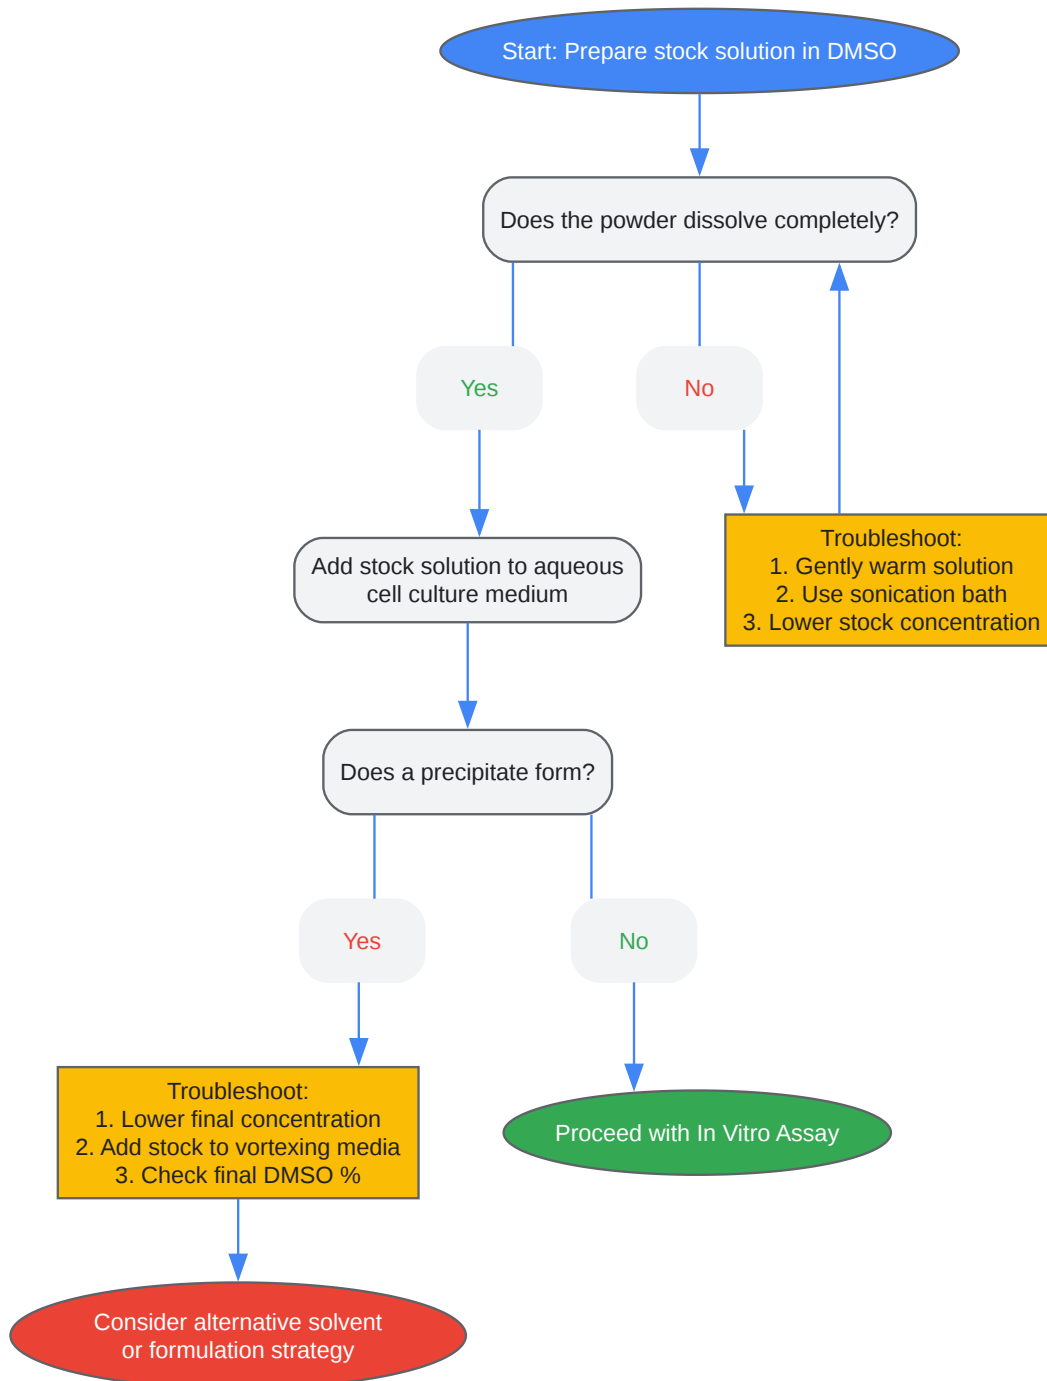 Start: Prepare stock solution in DMSO
Does the powder dissolve completely?
Yes
No
Troubleshoot:
1. Gently warm solution
2. Use sonication bath
3. Lower stock concentration
Add stock solution to aqueous
cell culture medium
Does a precipitate form?
Yes
No
Troubleshoot:
1. Lower final concentration
2. Add stock to vortexing media
3. Check final DMSO %
Proceed with In Vitro Assay
Consider alternative solvent
or formulation strategy